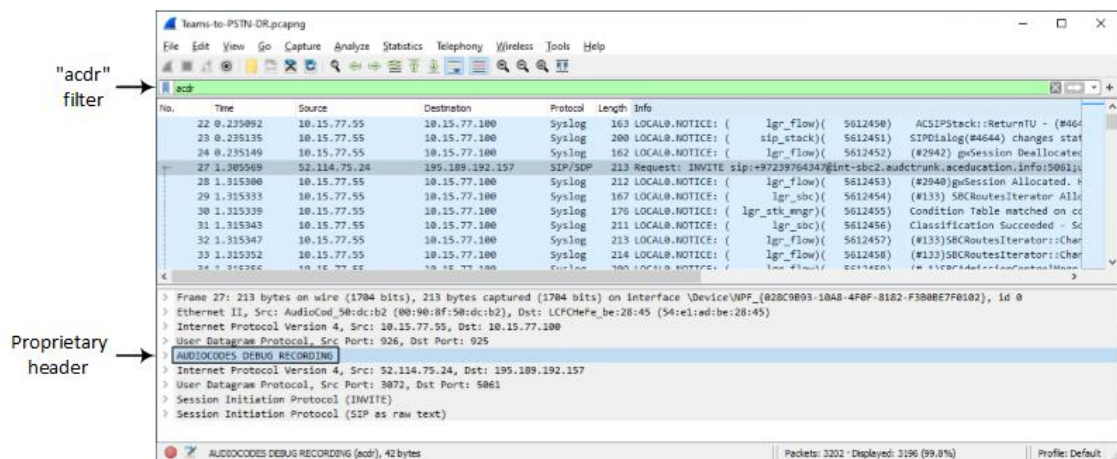 Teams-to-PSTN-DR.pcapng
File Edit View Go Capture Analyze Statistics Telephony Wireless Tools Help
"acdr"
filter
acdr
No. Time Source Destination Protocol Length Info
22 0.235092 10.15.77.55 10.15.77.100 Syslog 163 LOCAL0.NOTICE: ( lgr_flow)( 5612450) ACSIPStack::ReturnTU - (#464
23 0.235135 10.15.77.55 10.15.77.100 Syslog 200 LOCAL0.NOTICE: ( sip_stack)( 5612451) SIPDialog(#4644) changes stat
24 0.235149 10.15.77.55 10.15.77.100 Syslog 162 LOCAL0.NOTICE: ( lgr_flow)( 5612452) (#2942) gwSession Deallocated
27 1.305569 52.114.75.24 195.189.192.157 SIP/SDP 213 Request: INVITE sip:+97239764347@int-sbc2.audctrunk.aceducation.info:5061;u
28 1.315300 10.15.77.55 10.15.77.100 Syslog 212 LOCAL0.NOTICE: ( lgr_flow)( 5612453) (#2940)gwSession Allocated. H
29 1.315333 10.15.77.55 10.15.77.100 Syslog 167 LOCAL0.NOTICE: ( lgr_sbc)( 5612454) (#133) SBCRoutesIterator Allo
30 1.315339 10.15.77.55 10.15.77.100 Syslog 176 LOCAL0.NOTICE: ( lgr_stk_mngr)( 5612455) Condition Table matched on co
31 1.315343 10.15.77.55 10.15.77.100 Syslog 211 LOCAL0.NOTICE: ( lgr_sbc)( 5612456) Classification Succeeded - So
32 1.315347 10.15.77.55 10.15.77.100 Syslog 213 LOCAL0.NOTICE: ( lgr_flow)( 5612457) (#133)SBCRoutesIterator::Chan
33 1.315352 10.15.77.55 10.15.77.100 Syslog 214 LOCAL0.NOTICE: ( lgr_flow)( 5612458) (#133)SBCRoutesIterator::Chan
Frame 27: 213 bytes on wire (1704 bits), 213 bytes captured (1704 bits) on interface \Device\NPF_{028C9B93-10A8-4F0F-8182-F3B0BE7F0102}, id 0
Ethernet II, Src: AudioCod_50:dc:b2 (00:90:8f:50:dc:b2), Dst: LCFCHefe_be:28:45 (54:e1:ad:be:28:45)
Internet Protocol Version 4, Src: 10.15.77.55, Dst: 10.15.77.100
User Datagram Protocol, Src Port: 926, Dst Port: 925
Proprietary
header
AUDIOCODES DEBUG RECORDING
Internet Protocol Version 4, Src: 52.114.75.24, Dst: 195.189.192.157
User Datagram Protocol, Src Port: 3072, Dst Port: 5061
Session Initiation Protocol (INVITE)
Session Initiation Protocol (SIP as raw text)
AUDIOCODES DEBUG RECORDING (acdr), 42 bytes
Packets: 3202 · Displayed: 3196 (99.8%)
Profile: Default